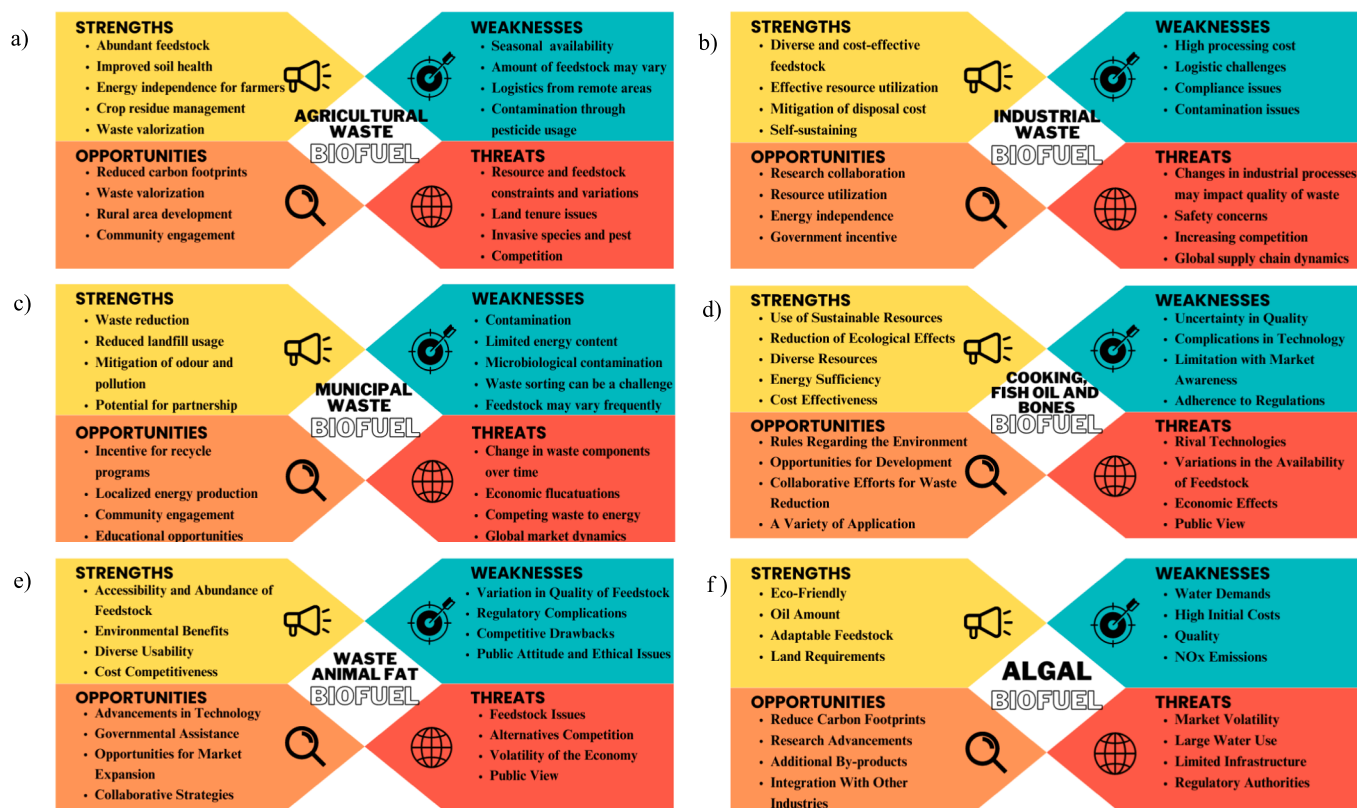 a)
STRENGTHS
• Abundant feedstock
• Improved soil health
• Energy independence for farmers
• Crop residue management
• Waste valorization
WEAKNESSES
• Seasonal availability
• Amount of feedstock may vary
• Logistics from remote areas
• Contamination through
pesticide usage
AGRICULTURAL
WASTE
BIOFUEL
OPPORTUNITIES
• Reduced carbon footprints
• Waste valorization
• Rural area development
• Community engagement
THREATS
• Resource and feedstock
constraints and variations
• Land tenure issues
• Invasive species and pest
• Competition
b)
STRENGTHS
• Diverse and cost-effective
feedstock
• Effective resource utilization
• Mitigation of disposal cost
• Self-sustaining
WEAKNESSES
• High processing cost
• Logistic challenges
• Compliance issues
• Contamination issues
INDUSTRIAL
WASTE
BIOFUEL
OPPORTUNITIES
• Research collaboration
• Resource utilization
• Energy independence
• Government incentive
THREATS
• Changes in industrial processes
may impact quality of waste
• Safety concerns
• Increasing competition
• Global supply chain dynamics
c)
STRENGTHS
• Waste reduction
• Reduced landfill usage
• Mitigation of odour and
pollution
• Potential for partnership
WEAKNESSES
• Contamination
• Limited energy content
• Microbiological contamination
• Waste sorting can be a challenge
• Feedstock may vary frequently
MUNICIPAL
WASTE
BIOFUEL
OPPORTUNITIES
• Incentive for recycle
programs
• Localized energy production
• Community engagement
• Educational opportunities
THREATS
• Change in waste components
over time
• Economic flucatuations
• Competing waste to energy
• Global market dynamics
d)
STRENGTHS
• Use of Sustainable Resources
• Reduction of Ecological Effects
• Diverse Resources
• Energy Sufficiency
• Cost Effectiveness
WEAKNESSES
• Uncertainty in Quality
• Complications in Technology
• Limitation with Market
Awareness
• Adherence to Regulations
COOKING,
FISH OIL AND
BONES
BIOFUEL
OPPORTUNITIES
• Rules Regarding the Environment
• Opportunities for Development
• Collaborative Efforts for Waste
Reduction
• A Variety of Application
THREATS
• Rival Technologies
• Variations in the Availability
of Feedstock
• Economic Effects
• Public View
e)
STRENGTHS
• Accessibility and Abundance of
Feedstock
• Environmental Benefits
• Diverse Usability
• Cost Competitiveness
WEAKNESSES
• Variation in Quality of Feedstock
• Regulatory Complications
• Competitive Drawbacks
• Public Attitude and Ethical Issues
WASTE
ANIMAL FAT
BIOFUEL
OPPORTUNITIES
• Advancements in Technology
• Governmental Assistance
• Opportunities for Market
Expansion
• Collaborative Strategies
THREATS
• Feedstock Issues
• Alternatives Competition
• Volatility of the Economy
• Public View
f)
STRENGTHS
• Eco-Friendly
• Oil Amount
• Adaptable Feedstock
• Land Requirements
WEAKNESSES
• Water Demands
• High Initial Costs
• Quality
• NOx Emissions
ALGAL
BIOFUEL
OPPORTUNITIES
• Reduce Carbon Footprints
• Research Advancements
• Additional By-products
• Integration With Other
Industries
THREATS
• Market Volatility
• Large Water Use
• Limited Infrastructure
• Regulatory Authorities